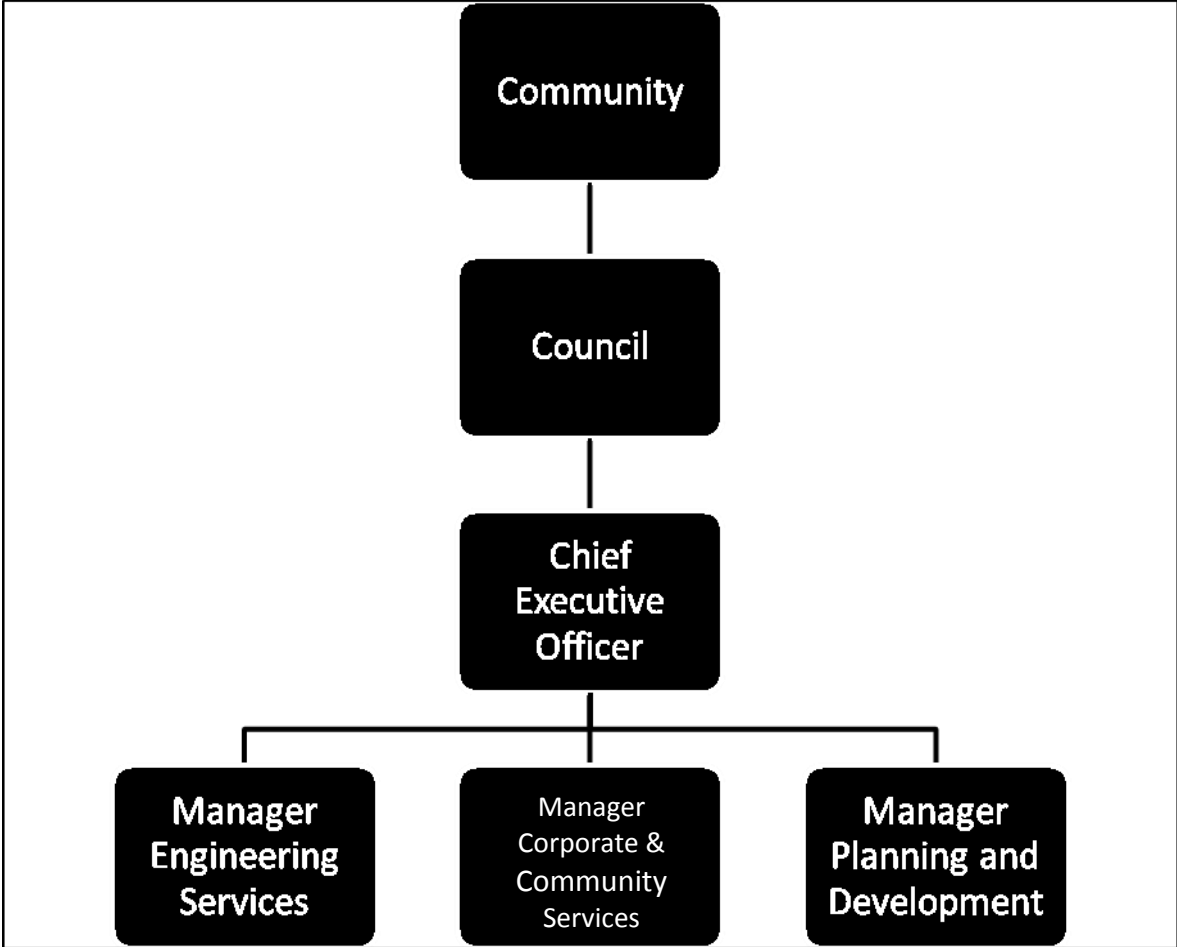 Community
Council
Chief
Executive
Officer
Manager
Engineering
Services
Manager
Corporate &
Community
Services
Manager
Planning and
Development